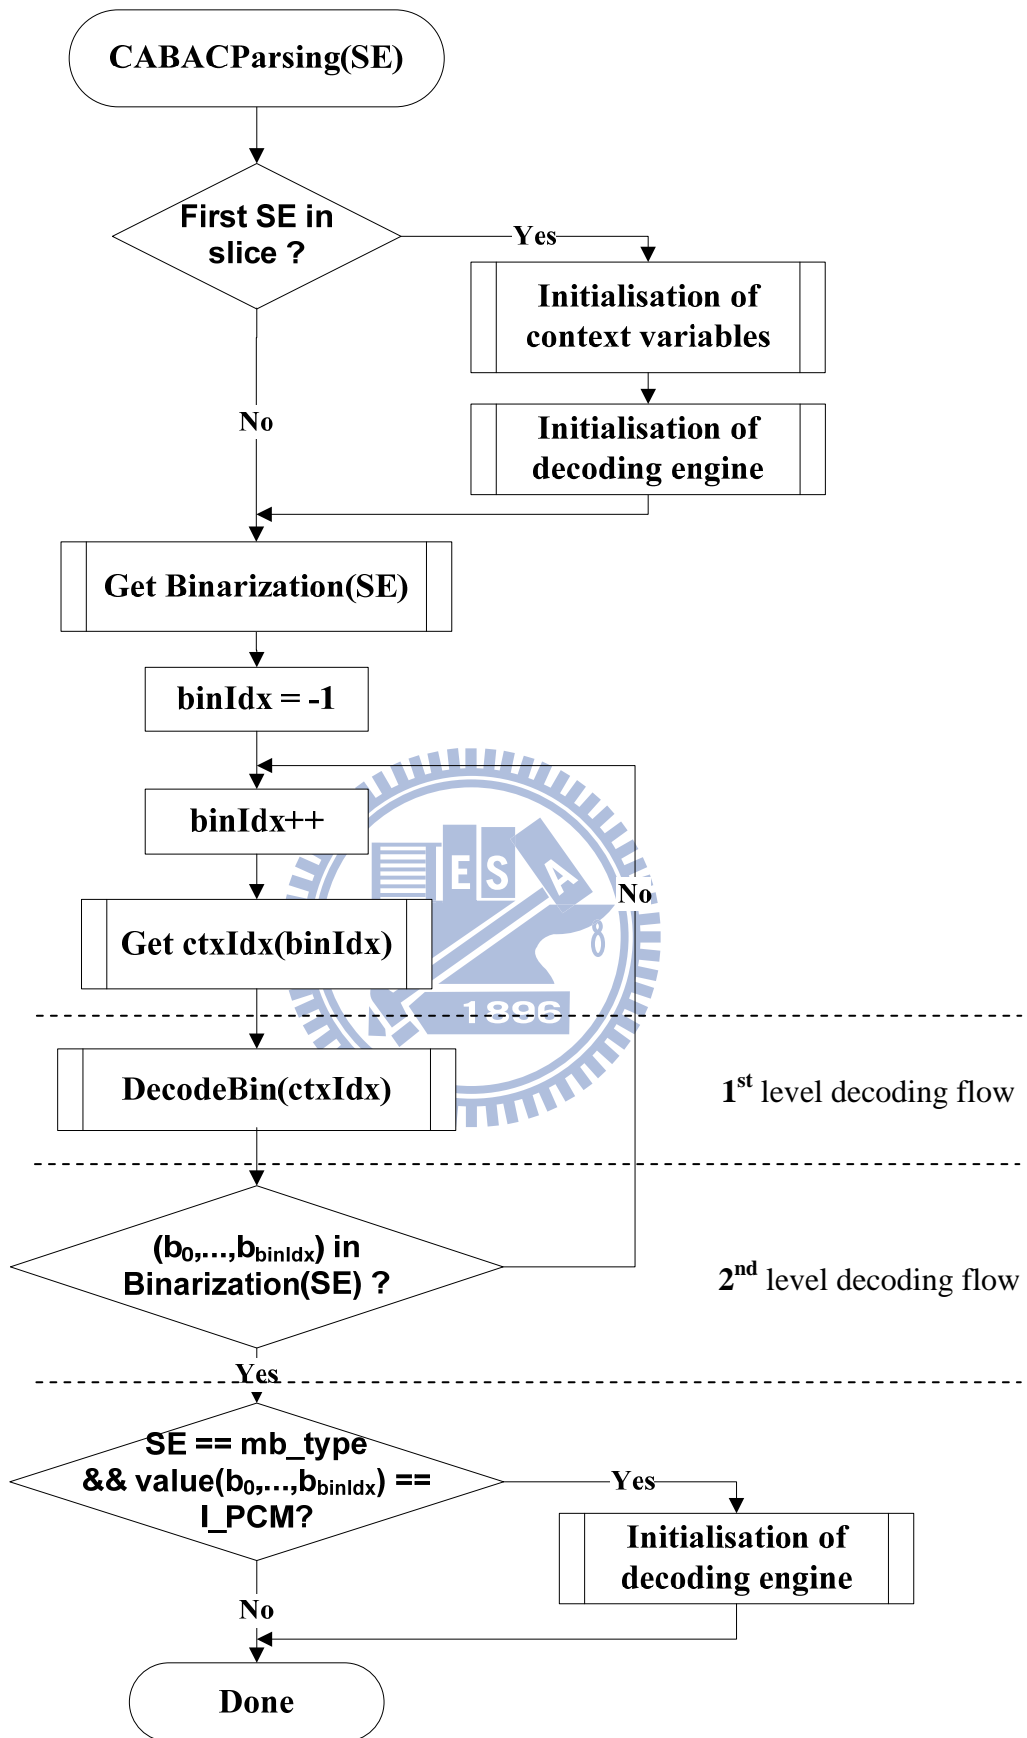 CABACParsing(SE)
First SE in
slice ?
Yes
Initialisation of
context variables
No
Initialisation of
decoding engine
Get Binarization(SE)
binIdx = -1
binIdx++
E S A
No
Get ctxIdx(binIdx)
1896
DecodeBin(ctxIdx)
1st level decoding flow
(b0,...,bbinIdx) in
Binarization(SE) ?
2nd level decoding flow
Yes
SE == mb_type
&& value(b0,...,bbinIdx) ==
I_PCM?
Yes
Initialisation of
decoding engine
No
Done